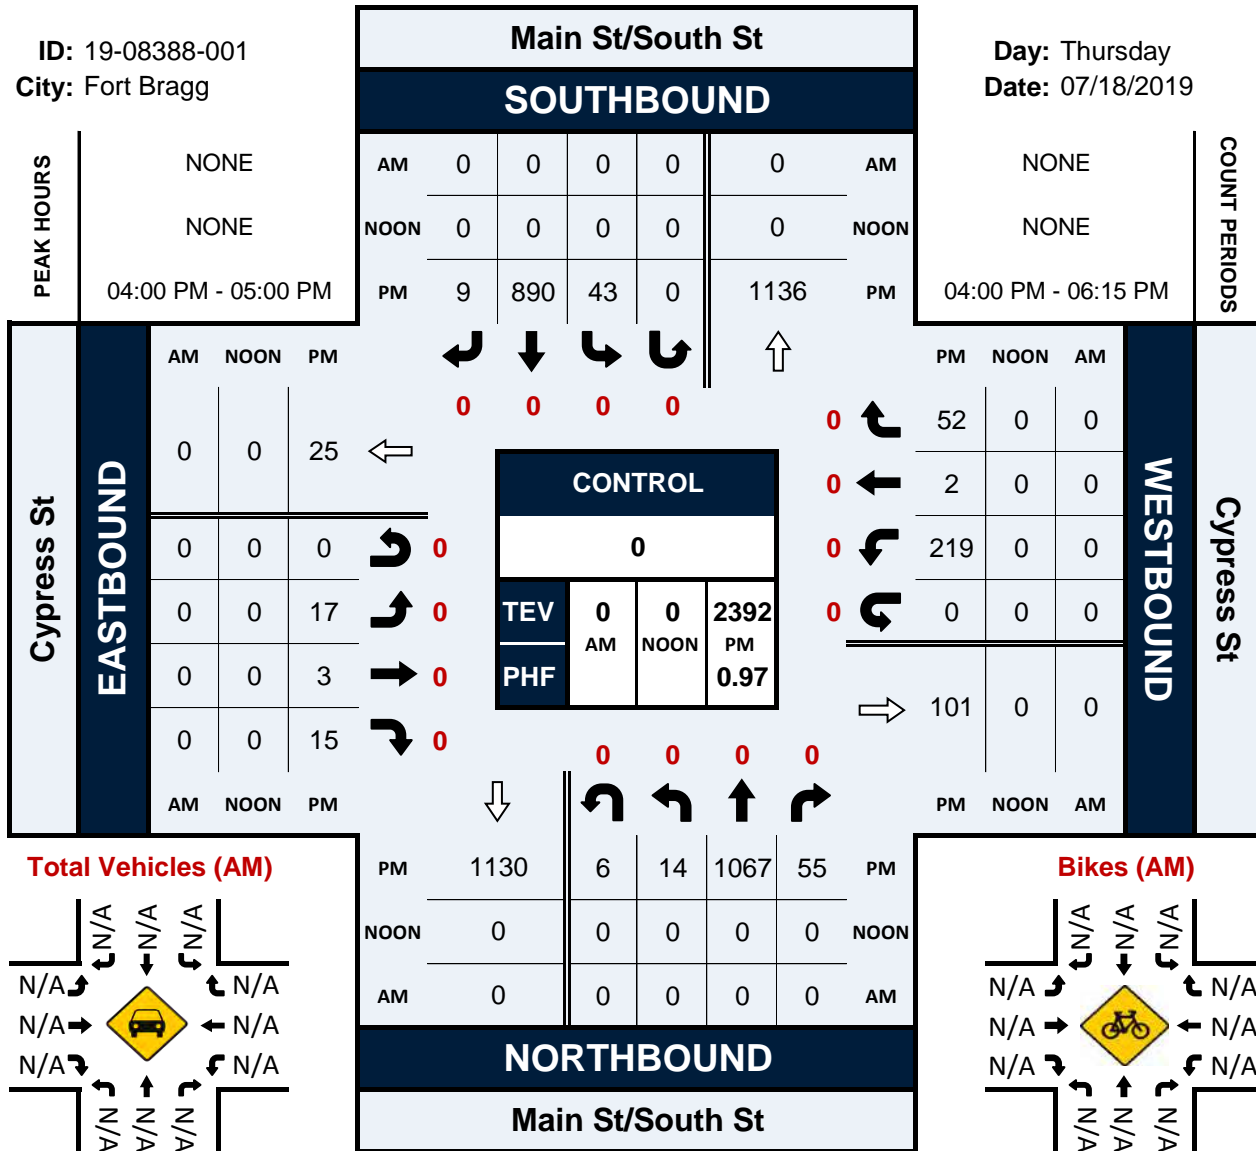 Main St/South St
ID: 19-08388-001
Day: Thursday
City: Fort Bragg
SOUTHBOUND
Date: 07/18/2019
PEAK HOURS
NONE
AM 0 0 0 0 0 AM
NONE
COUNT PERIODS
NONE
NOON 0 0 0 0 0 NOON
NONE
04:00 PM - 05:00 PM
PM 9 890 43 0 1136 PM
04:00 PM - 06:15 PM
AM NOON PM
PM NOON AM
0 0 0 0
0 52 0 0
0 0 25
CONTROL
0 2 0 0
Cypress St
EASTBOUND
WESTBOUND
Cypress St
0 0 0 0
0
0 219 0 0
0 0 17 0
TEV 0 0 2392
AM NOON PM
0 0 0 0
0 0 3 0
PHF 0.97
101 0 0
0 0 15 0
0 0 0 0
AM NOON PM
PM NOON AM
Total Vehicles (AM)
PM 1130 6 14 1067 55 PM
Bikes (AM)
NOON 0 0 0 0 0 NOON
AM 0 0 0 0 0 AM
N/A N/A N/A
N/A N/A
N/A N/A
N/A N/A
N/A N/A N/A
NORTHBOUND
Main St/South St
N/A N/A N/A
N/A N/A
N/A N/A
N/A N/A
N/A N/A N/A